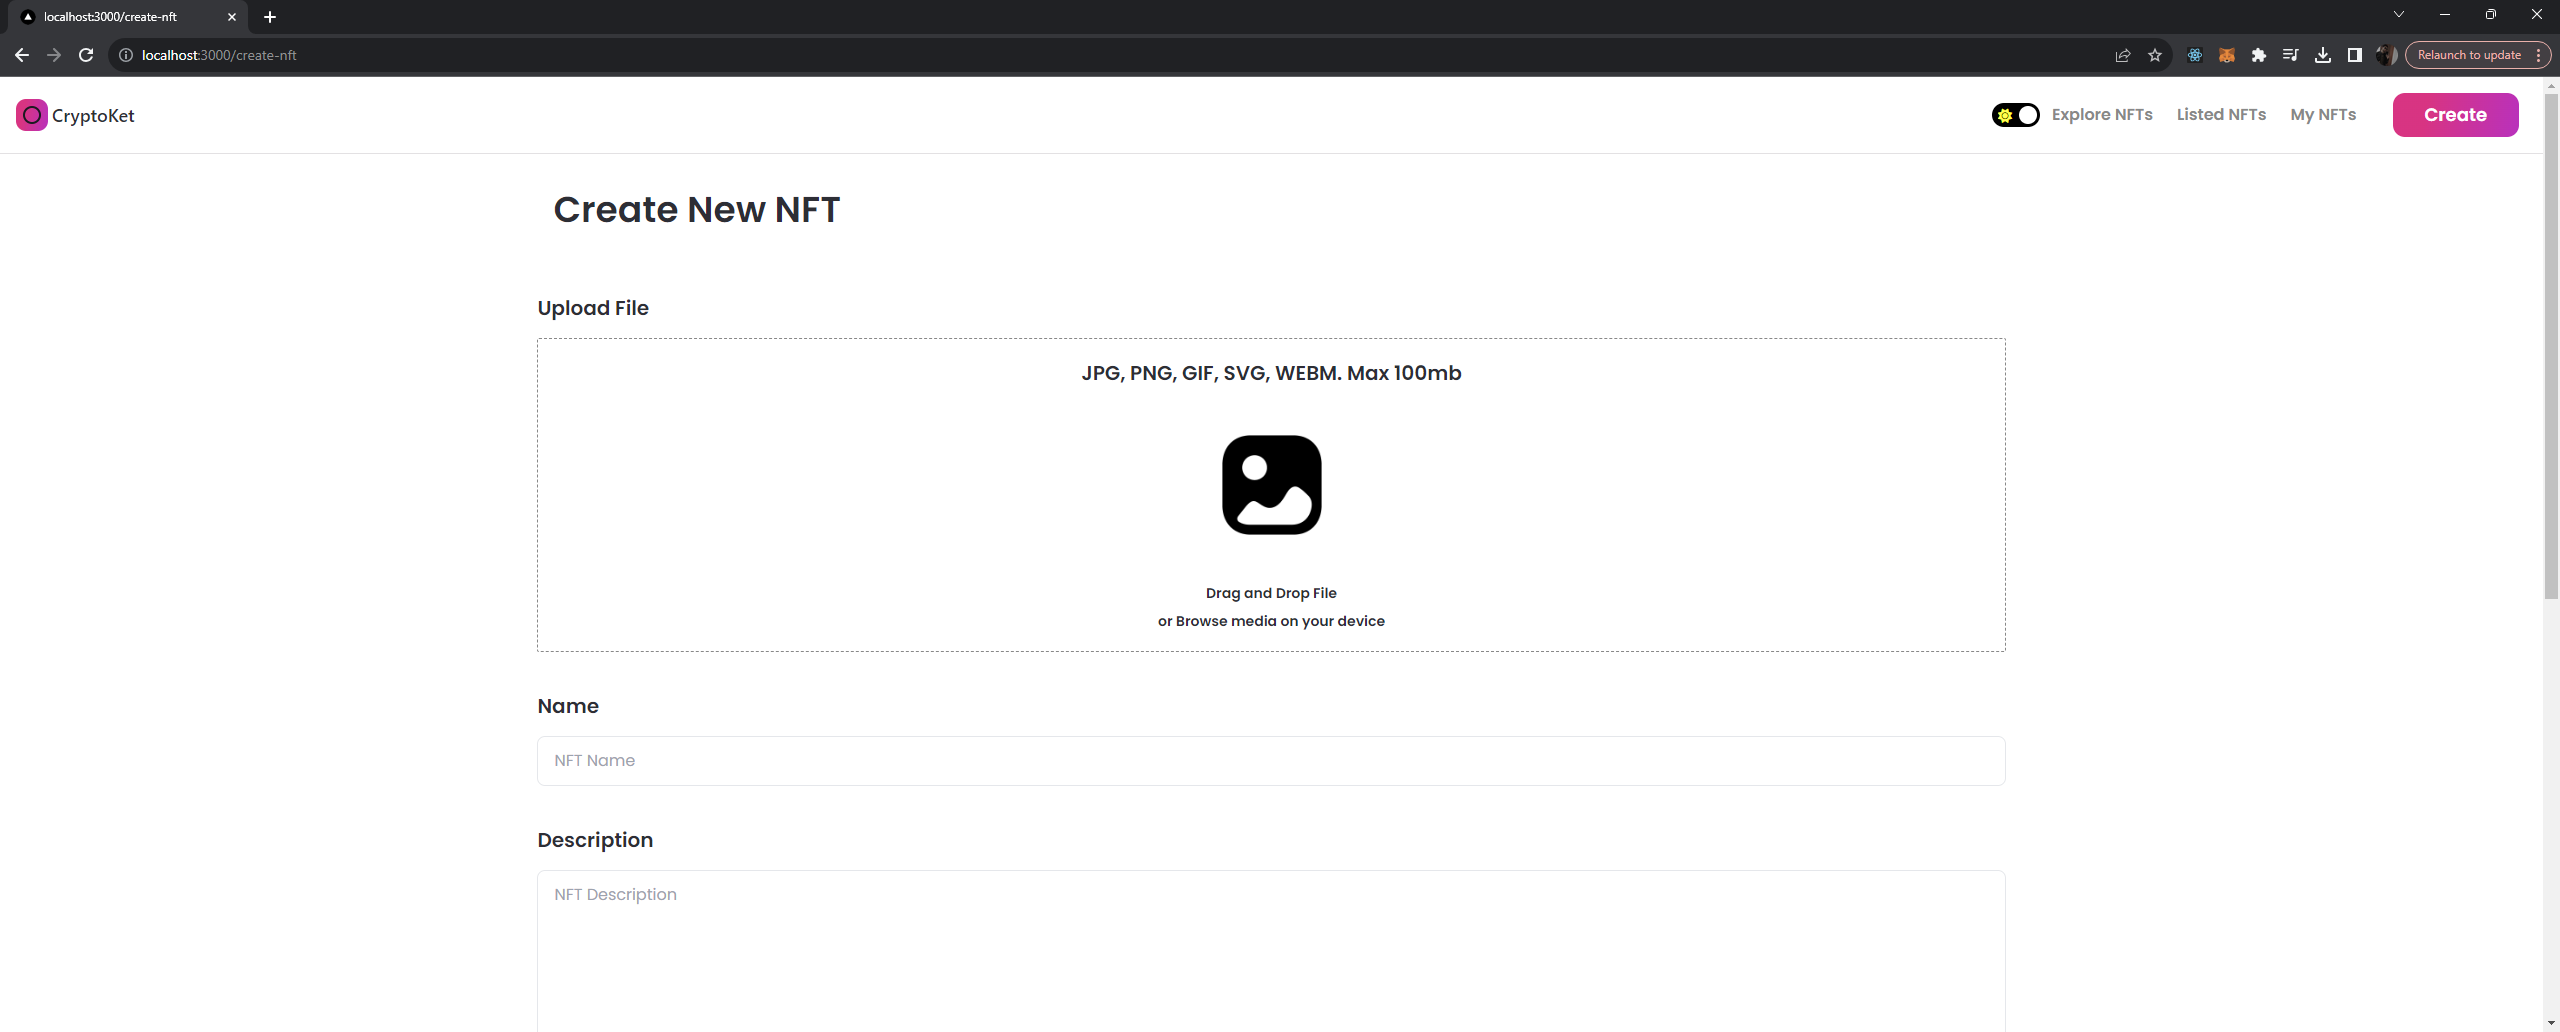 localhost:3000/create-nft
localhost:3000/create-nft
Relaunch to update
CryptoKet
Explore NFTs
Listed NFTs
My NFTs
Create
Create New NFT
Upload File
JPG, PNG, GIF, SVG, WEBM. Max 100mb
Drag and Drop File
or Browse media on your device
Name
NFT Name
Description
NFT Description